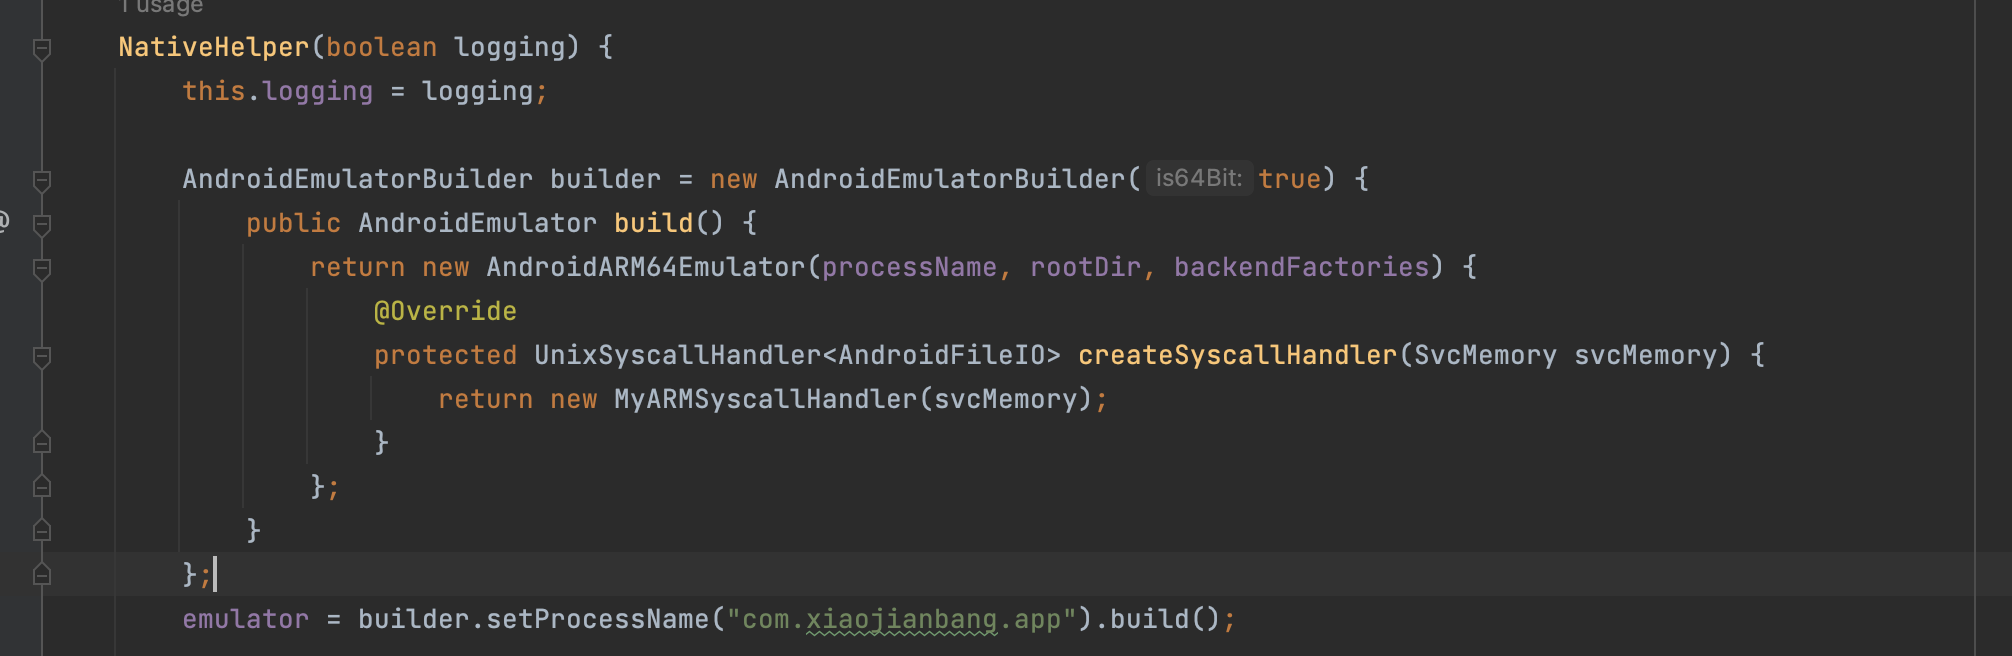 1 usage
NativeHelper(boolean logging) {
this.logging = logging;
AndroidEmulatorBuilder builder = new AndroidEmulatorBuilder( is64Bit: true) {
@
public AndroidEmulator build() {
return new AndroidARM64Emulator(processName, rootDir, backendFactories) {
@Override
protected UnixSyscallHandler<AndroidFileIO> createSyscallHandler(SvcMemory svcMemory) {
return new MyARMSyscallHandler(svcMemory);
}
};
}
};
emulator = builder.setProcessName("com.xiaojianbang.app").build();